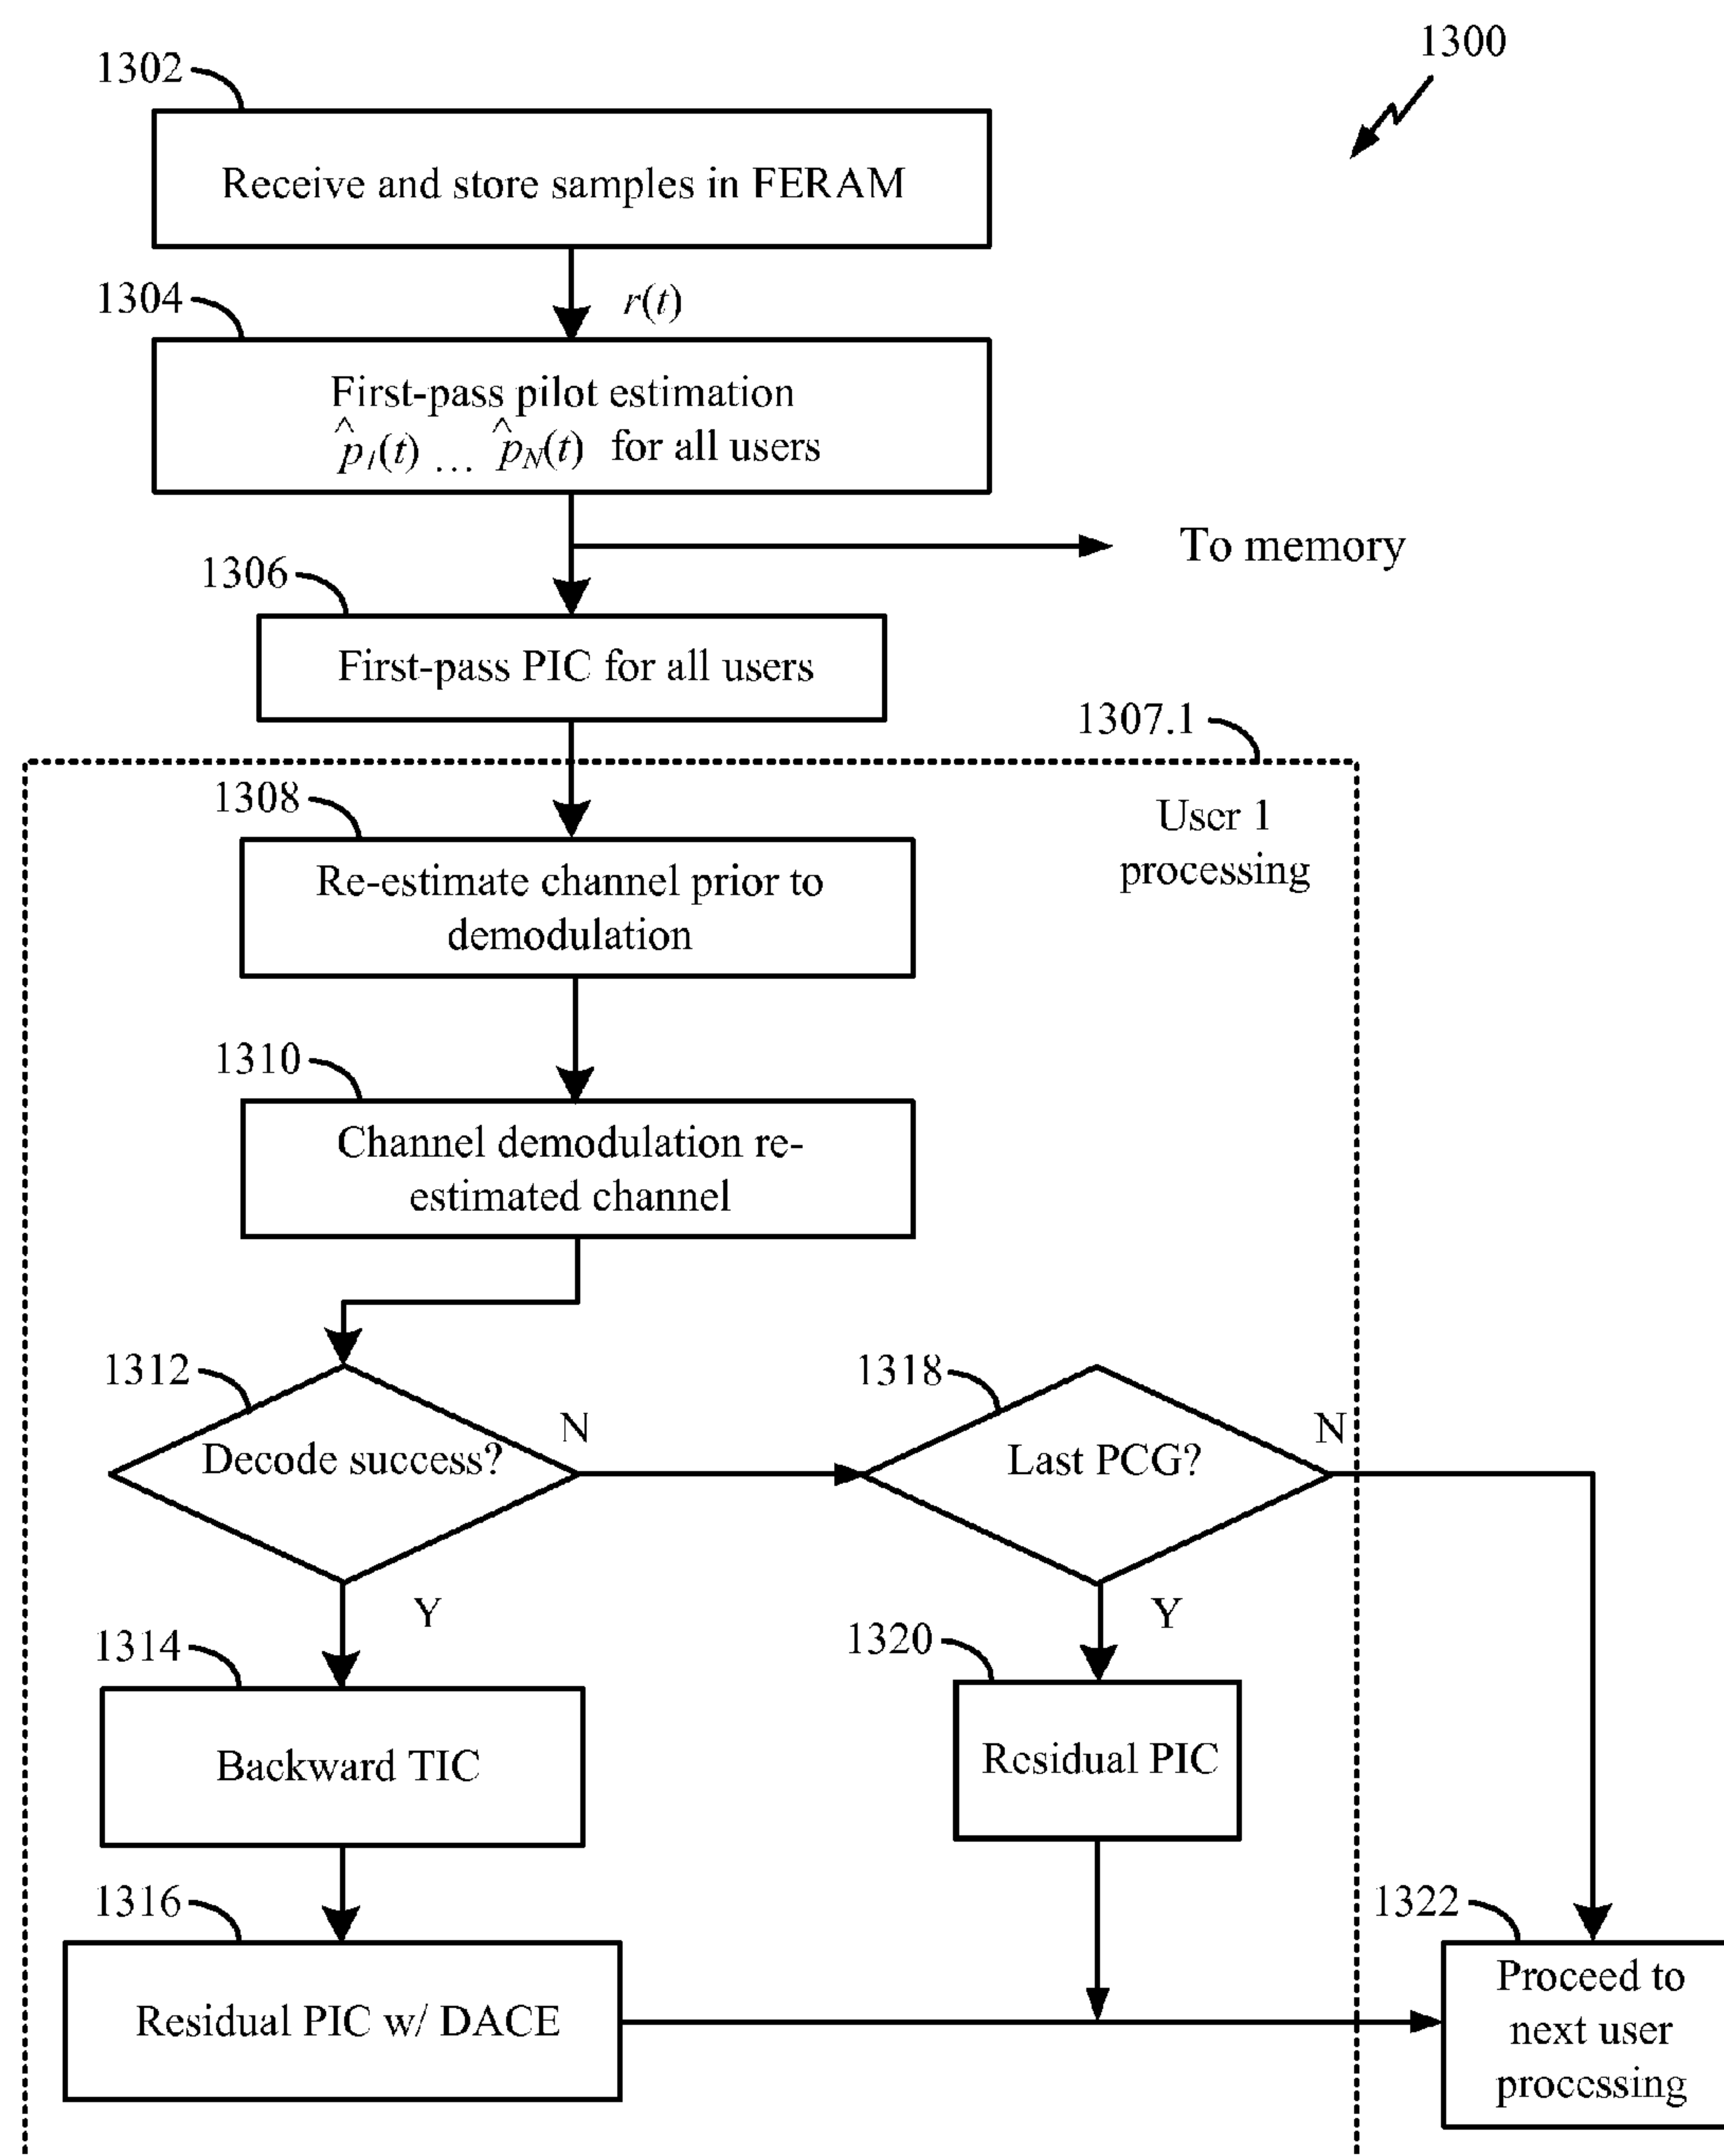 1300
1302
Receive and store samples in FERAM
r(t)
1304
First-pass pilot estimation
p̂₁(t) ... p̂N(t) for all users
To memory
1306
First-pass PIC for all users
1307.1
User 1
processing
1308
Re-estimate channel prior to
demodulation
1310
Channel demodulation re-
estimated channel
1312
Decode success?
N
1318
Last PCG?
N
Y
1314
Backward TIC
Y
1320
Residual PIC
1316
Residual PIC w/ DACE
1322
Proceed to
next user
processing